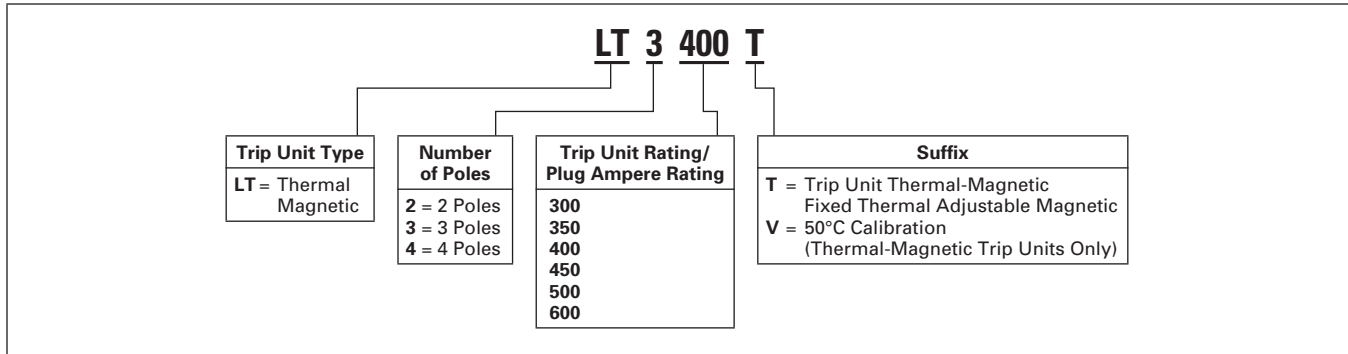 LT 3 400 T
Trip Unit Type
LT = Thermal
Magnetic
Number
of Poles
2 = 2 Poles
3 = 3 Poles
4 = 4 Poles
Trip Unit Rating/
Plug Ampere Rating
300
350
400
450
500
600
Suffix
T = Trip Unit Thermal-Magnetic
Fixed Thermal Adjustable Magnetic
V = 50°C Calibration
(Thermal-Magnetic Trip Units Only)